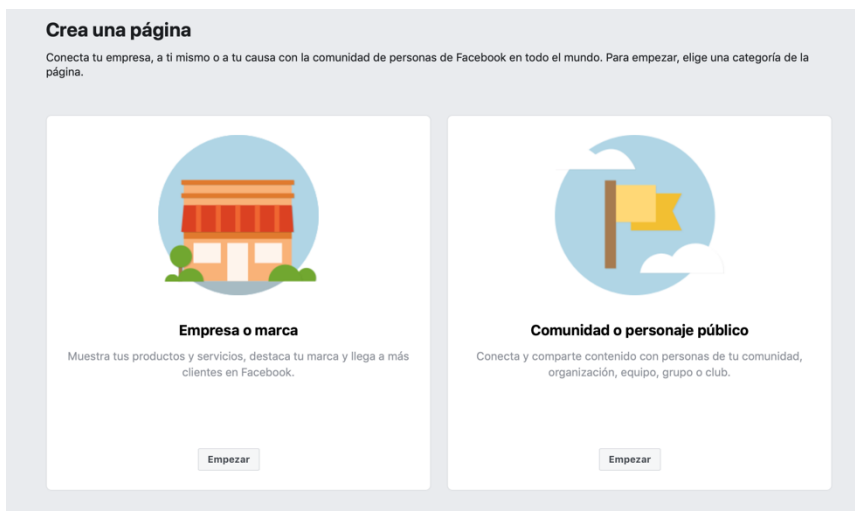 Crea una página
Conecta tu empresa, a ti mismo o a tu causa con la comunidad de personas de Facebook en todo el mundo. Para empezar, elige una categoría de la
página.
Empresa o marca
Muestra tus productos y servicios, destaca tu marca y llega a más
clientes en Facebook.
Empezar
Comunidad o personaje público
Conecta y comparte contenido con personas de tu comunidad,
organización, equipo, grupo o club.
Empezar